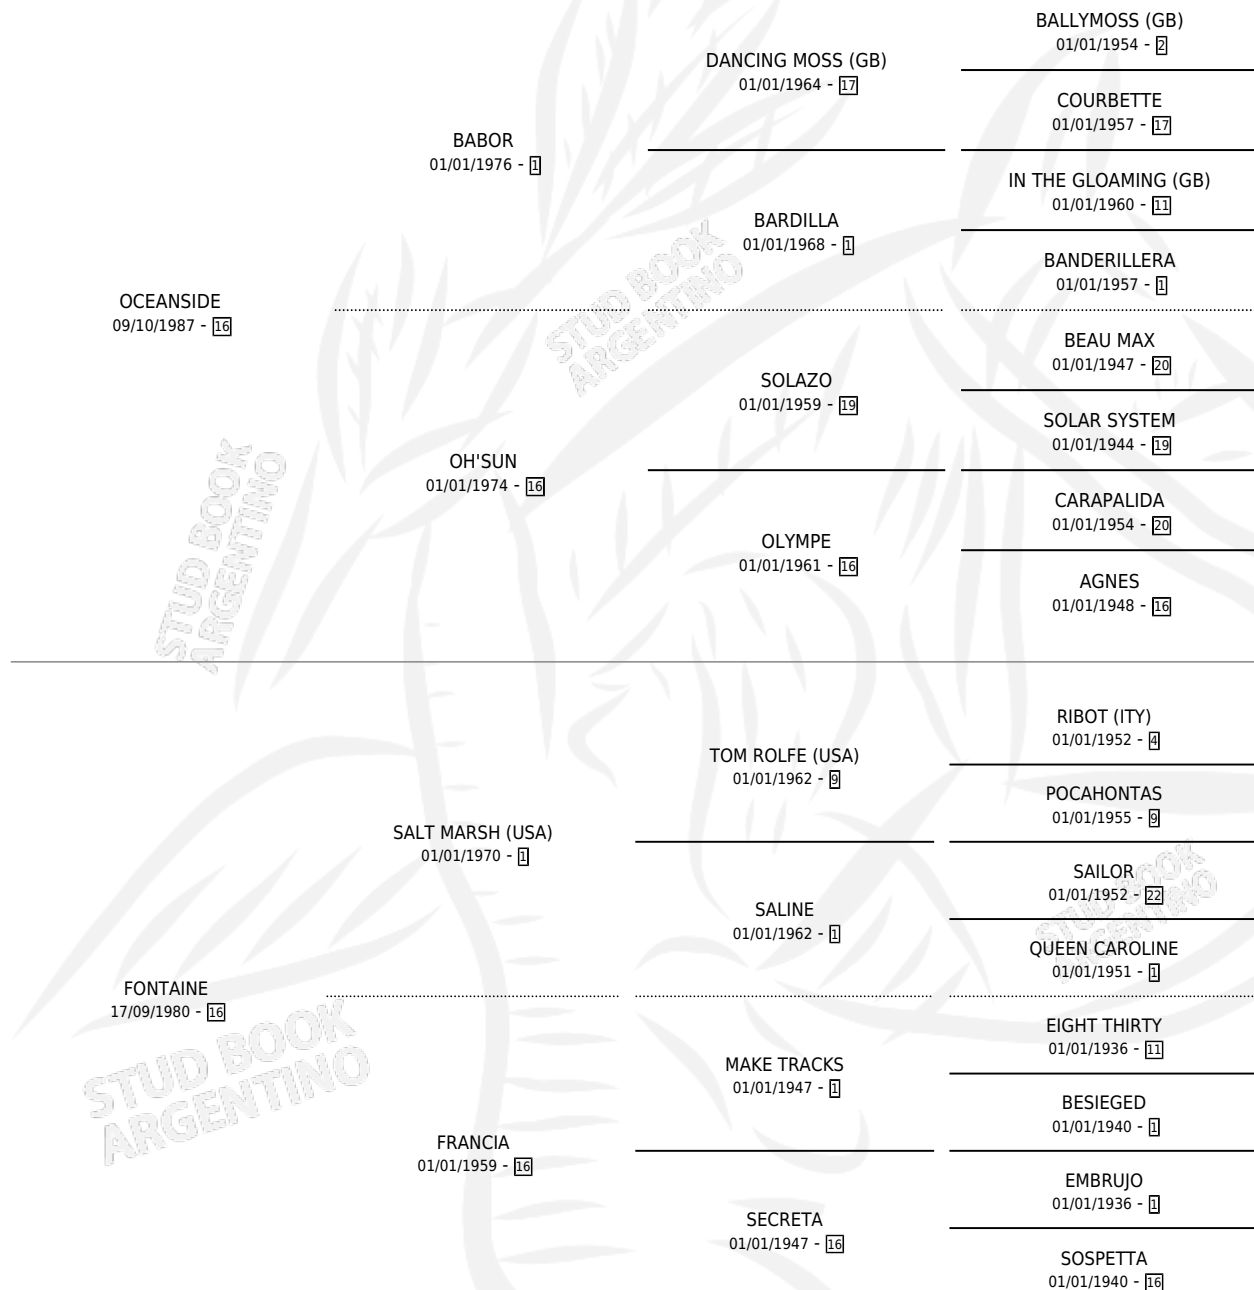 BALLYMOSS (GB)
01/01/1954 - 2
DANCING MOSS (GB)
01/01/1964 - 17
COURBETTE
01/01/1957 - 17
BABOR
01/01/1976 - 1
IN THE GLOAMING (GB)
01/01/1960 - 11
BARDILLA
01/01/1968 - 1
BANDERILLERA
01/01/1957 - 1
OCEANSIDE
09/10/1987 - 16
BEAU MAX
01/01/1947 - 20
SOLAZO
01/01/1959 - 19
SOLAR SYSTEM
01/01/1944 - 19
OH'SUN
01/01/1974 - 16
CARAPALIDA
01/01/1954 - 20
OLYMPE
01/01/1961 - 16
AGNES
01/01/1948 - 16
STUD BOOK
ARGENTINO
STUD BOOK
ARGENTINO
RIBOT (ITY)
01/01/1952 - 4
TOM ROLFE (USA)
01/01/1962 - 9
POCAHONTAS
01/01/1955 - 9
SALT MARSH (USA)
01/01/1970 - 1
SAILOR
01/01/1952 - 22
SALINE
01/01/1962 - 1
QUEEN CAROLINE
01/01/1951 - 1
STUD BOOK
ARGENTINO
FONTAINE
17/09/1980 - 16
EIGHT THIRTY
01/01/1936 - 11
MAKE TRACKS
01/01/1947 - 1
BESIEGED
01/01/1940 - 1
FRANCIA
01/01/1959 - 16
EMBRUJO
01/01/1936 - 1
SECRETA
01/01/1947 - 16
SOSPETTA
01/01/1940 - 16
STUD BOOK
ARGENTINO